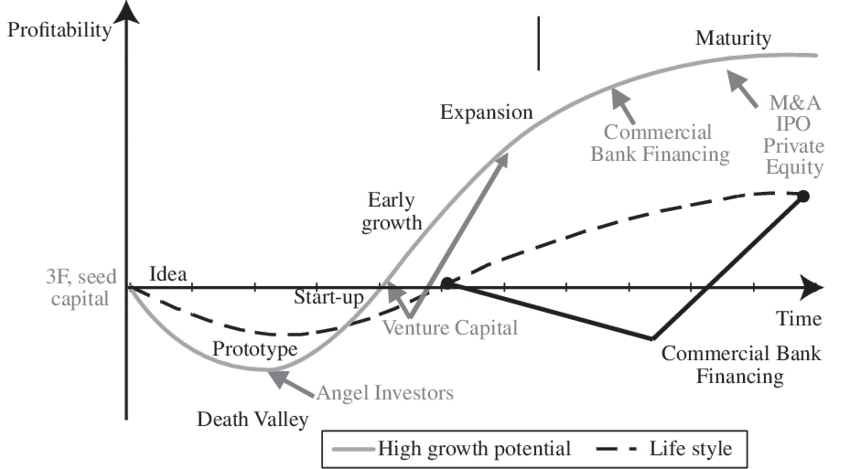 Profitability
Maturity
M&A
IPO
Private
Equity
Expansion
Commercial
Bank Financing
Early
growth
3F, seed
capital
Idea
Start-up
Venture Capital
Time
Prototype
Commercial Bank
Financing
Angel Investors
Death Valley
High growth potential
Life style